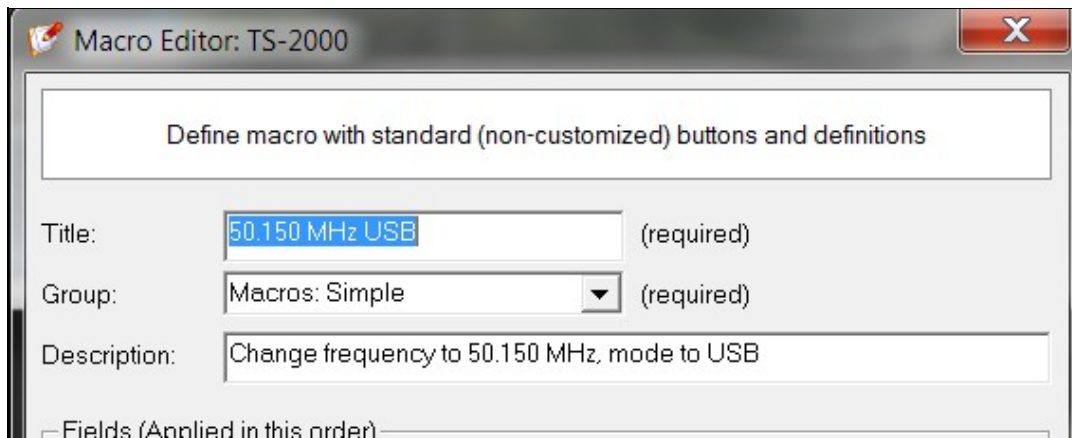 Macro Editor: TS-2000
Define macro with standard (non-customized) buttons and definitions
Title: 50.150 MHz USB (required)
Group: Macros: Simple (required)
Description: Change frequency to 50.150 MHz, mode to USB
Fields (Applied in this order)